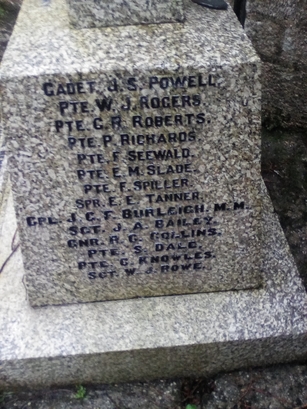 CADET. J. S. POWELL.
PTE. W. J. ROGERS.
PTE. G. R. ROBERTS.
PTE. P. RICHARDS.
PTE. F. SEEWALD.
PTE. E. M. SLADE.
PTE. F. SPILLER.
SPR. E. E. TANNER.
CPL. J. C. F. BURLEIGH, M.M.
SGT. J. A. BAILEY.
GNR. R. G. COLLINS.
PTE. S. DALE.
PTE. G. KNOWLES.
SGT. W. J. ROWE.